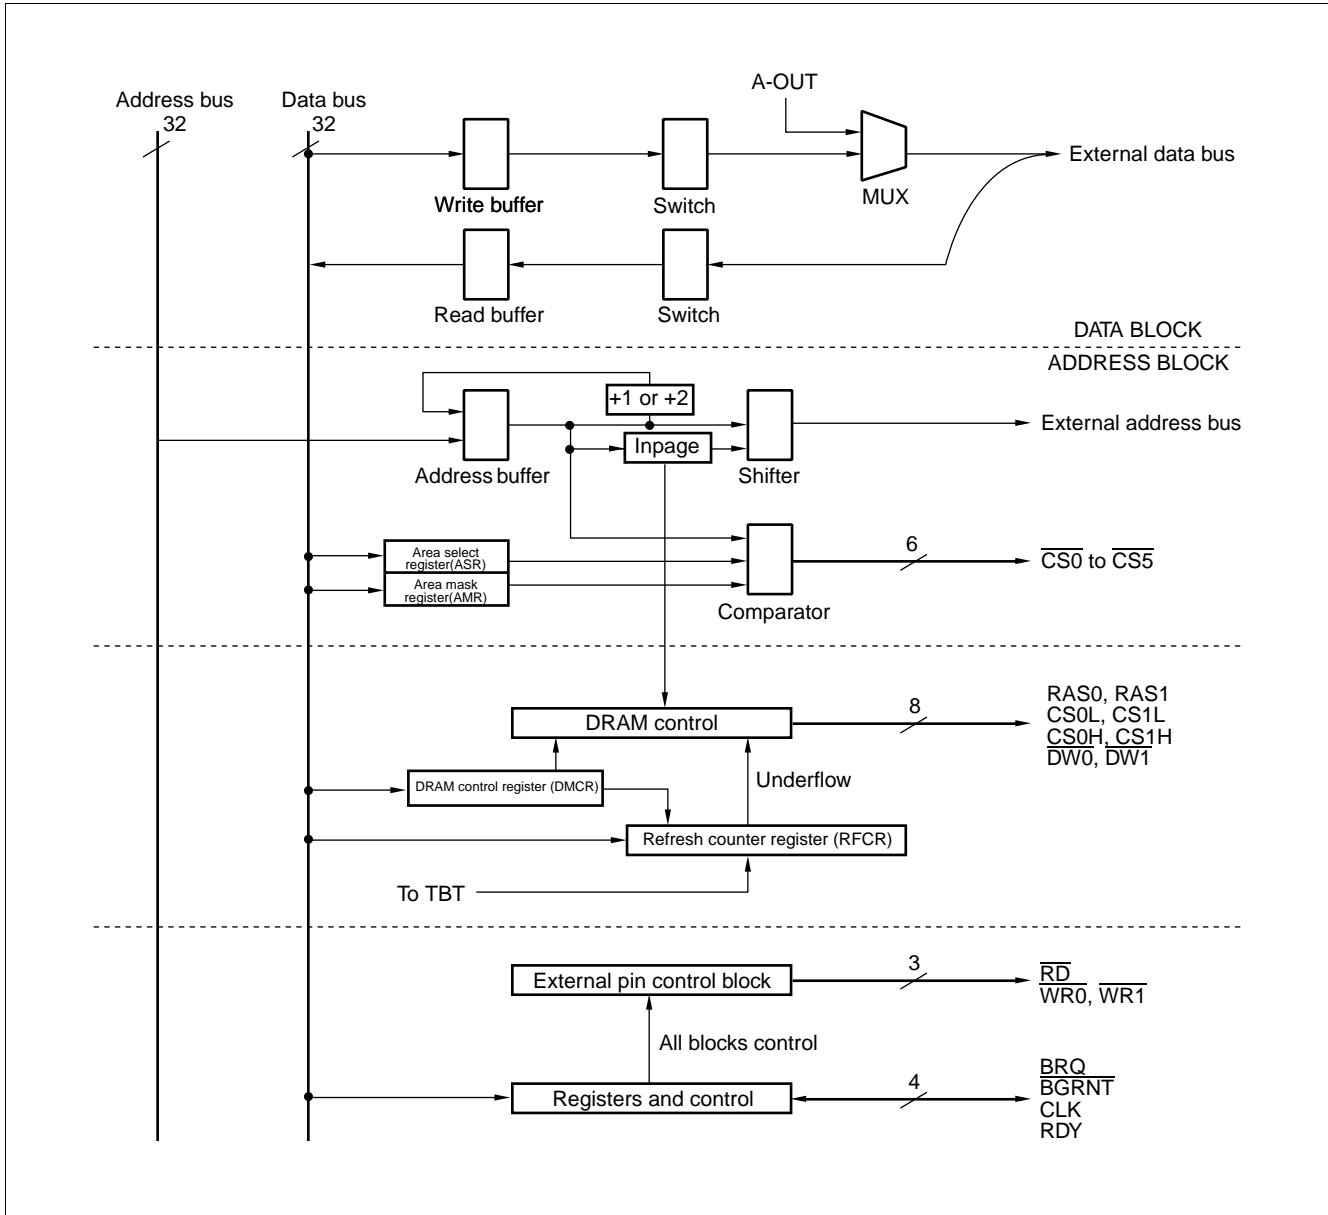 A-OUT
Address bus
Data bus
32
32
External data bus
Write buffer
Switch
MUX
Read buffer
Switch
DATA BLOCK
ADDRESS BLOCK
+1 or +2
External address bus
Inpage
Address buffer
Shifter
Area select
register(ASR)
Area mask
register(AMR)
6
CS0 to CS5
Comparator
RAS0, RAS1
CS0L, CS1L
CS0H, CS1H
DW0, DW1
8
DRAM control
Underflow
DRAM control register (DMCR)
Refresh counter register (RFCR)
To TBT
External pin control block
3
RD
WR0, WR1
All blocks control
Registers and control
4
BRQ
BGRNT
CLK
RDY